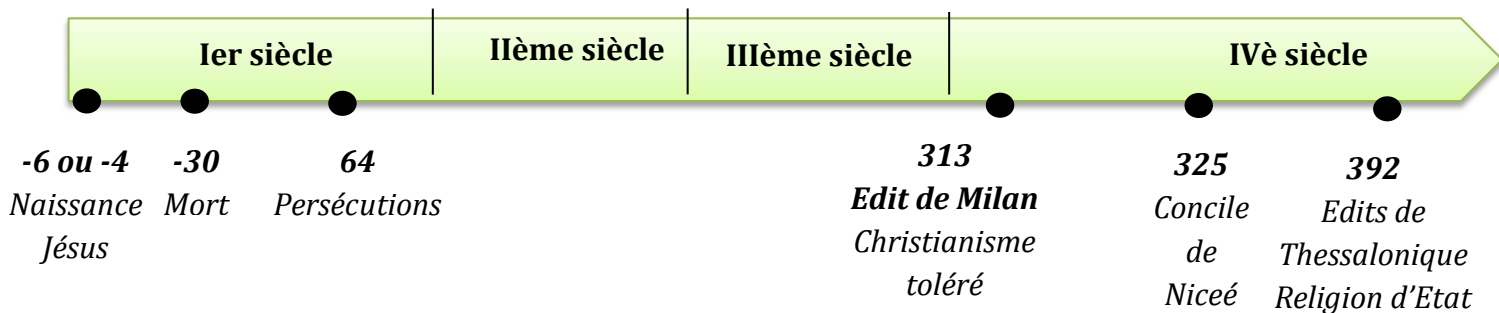 Ier siècle
IIème siècle
IIIème siècle
IVè siècle
-6 ou -4
Naissance
Jésus
-30
Mort
64
Persécutions
313
Edit de Milan
Christianisme
toléré
325
Concile
de
Niceé
392
Edits de
Thessalonique
Religion d’Etat